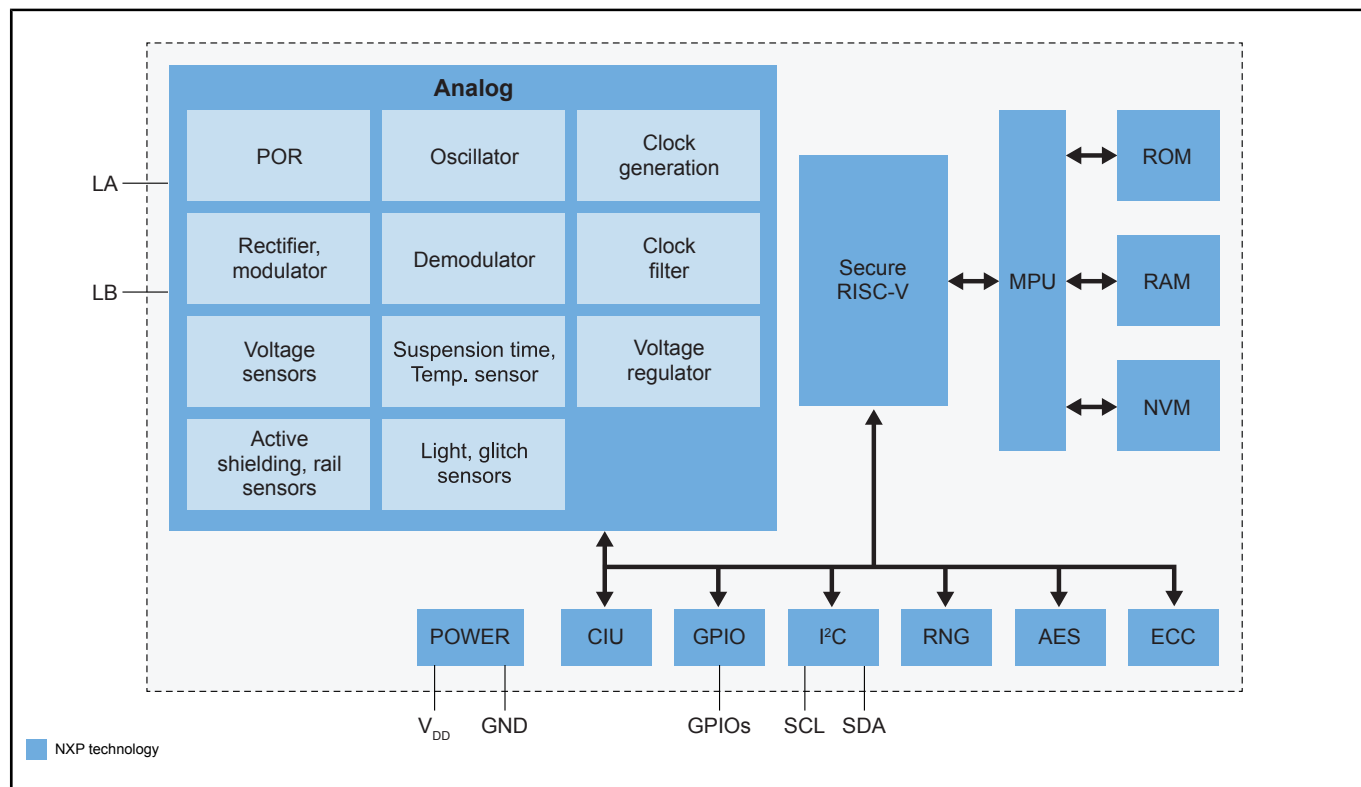 Analog
POR
Oscillator
Clock
generation
LA
Rectifier,
modulator
Demodulator
Clock
filter
LB
Voltage
sensors
Suspension time,
Temp. sensor
Voltage
regulator
Active
shielding, rail
sensors
Light, glitch
sensors
Secure
RISC-V
MPU
ROM
RAM
NVM
POWER
CIU
GPIO
I²C
RNG
AES
ECC
V_DD
GND
GPIOs
SCL
SDA
NXP technology